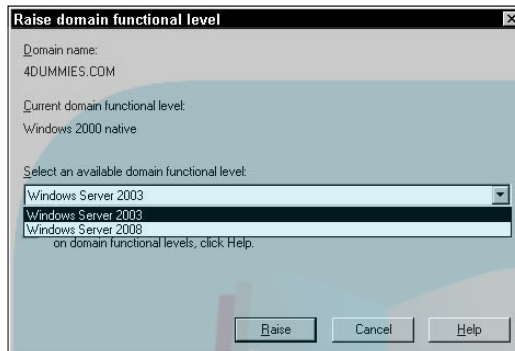 Raise domain functional level
Domain name:
4DUMMIES.COM
Current domain functional level:
Windows 2000 native
Select an available domain functional level:
Windows Server 2003
Windows Server 2003
Windows Server 2008
on domain functional levels, click Help.
Raise Cancel Help